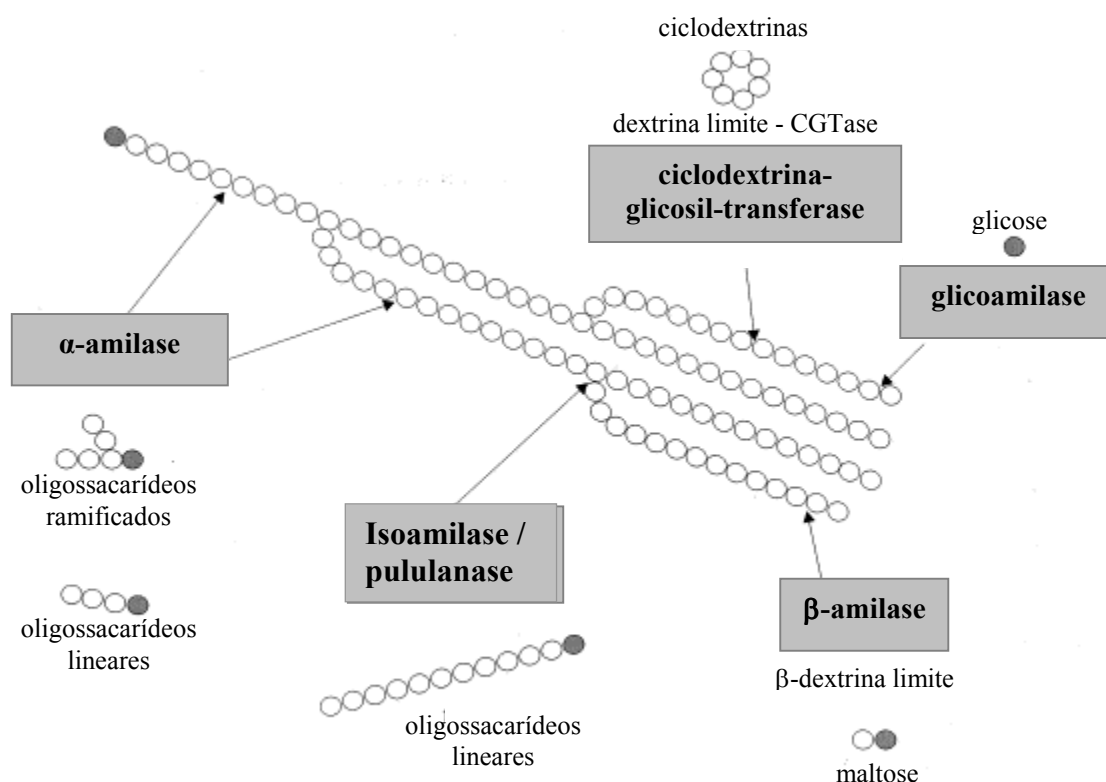 ciclodextrinas
dextrina limite - CGTase
ciclodextrina-
glicosil-transferase
glicose
glicoamilase
α-amilase
oligossacarídeos
ramificados
Isoamilase /
pululanase
β-amilase
oligossacarídeos
lineares
β-dextrina limite
oligossacarídeos
lineares
maltose